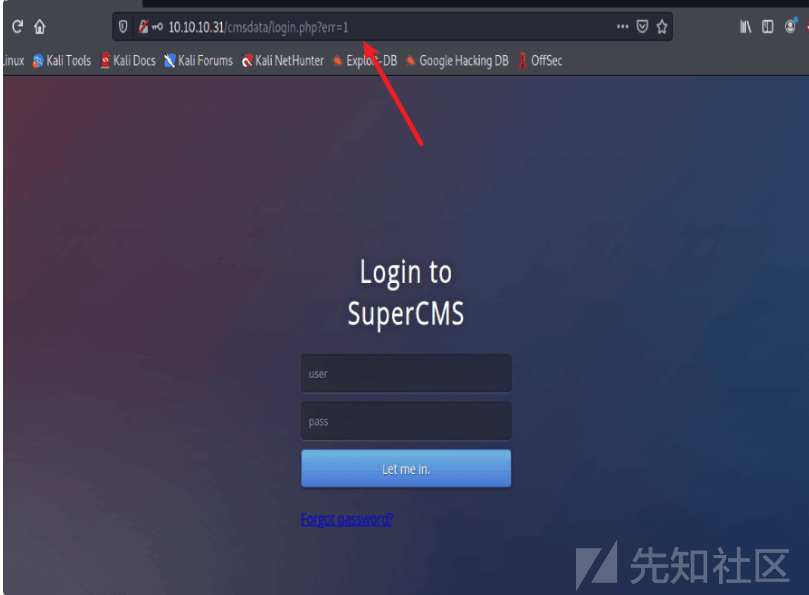 10.10.10.31/cmsdata/login.php?err=1
Linux Kali Tools Kali Docs Kali Forums Kali NetHunter Exploit-DB Google Hacking DB OffSec
Login to
SuperCMS
user
pass
Let me in.
Forgot password?
先知社区